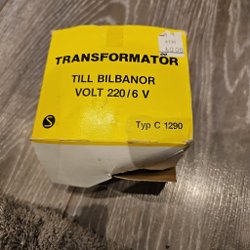 TRANSFORMATOR
TILL BILBANOR
VOLT 220/6 V
S
Typ C 1290